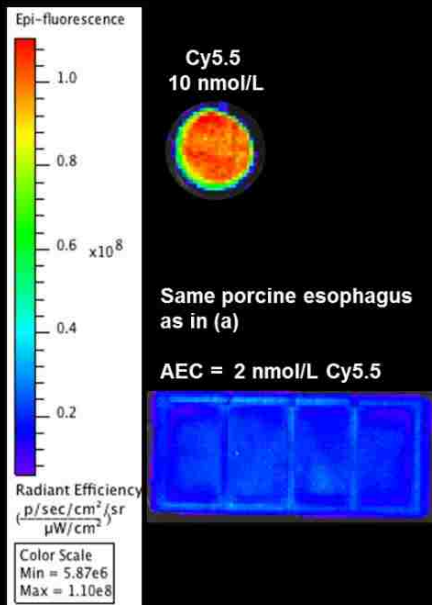 Epi-fluorescence
1.0
0.8
0.6
x10^8
0.4
0.2
Radiant Efficiency
(p/sec/cm²/sr
µW/cm²)
Color Scale
Min = 5.87e6
Max = 1.10e8
Cy5.5
10 nmol/L
Same porcine esophagus
as in (a)
AEC = 2 nmol/L Cy5.5